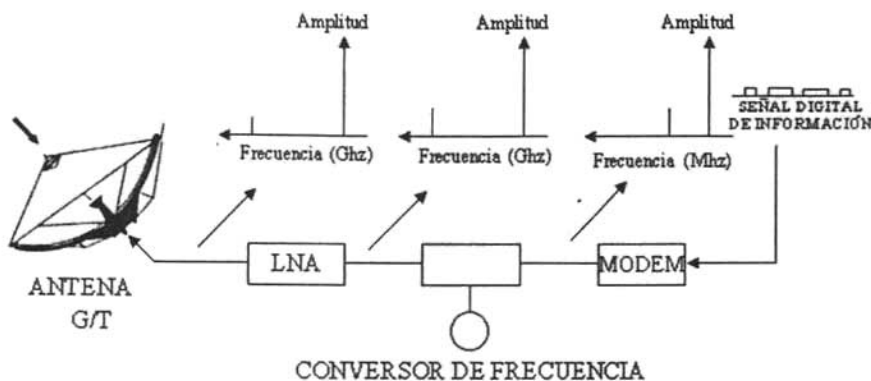 Amplitud
Amplitud
Amplitud
SEÑAL DIGITAL
DE INFORMACIÓN
Frecuencia (Ghz)
Frecuencia (Ghz)
Frecuencia (Mhz)
LNA
MODEM
ANTENA
G/T
CONVERSOR DE FRECUENCIA